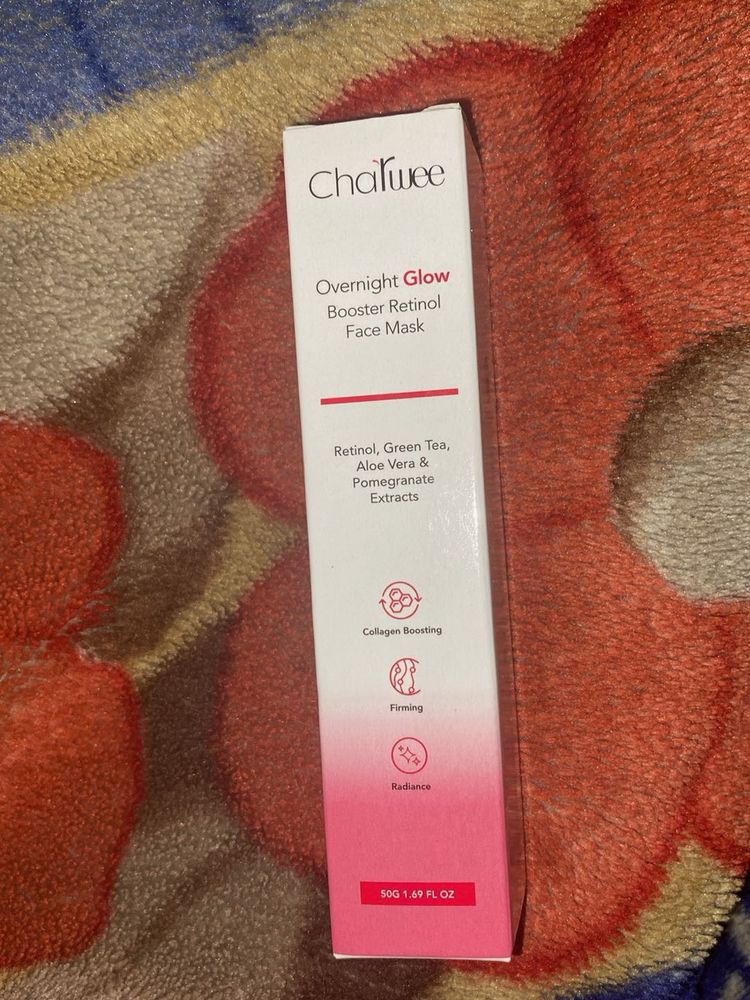 Charwee
Overnight Glow
Booster Retinol
Face Mask
Retinol, Green Tea,
Aloe Vera &
Pomegranate
Extracts
Collagen Boosting
Firming
Radiance
50G 1.69 FL OZ